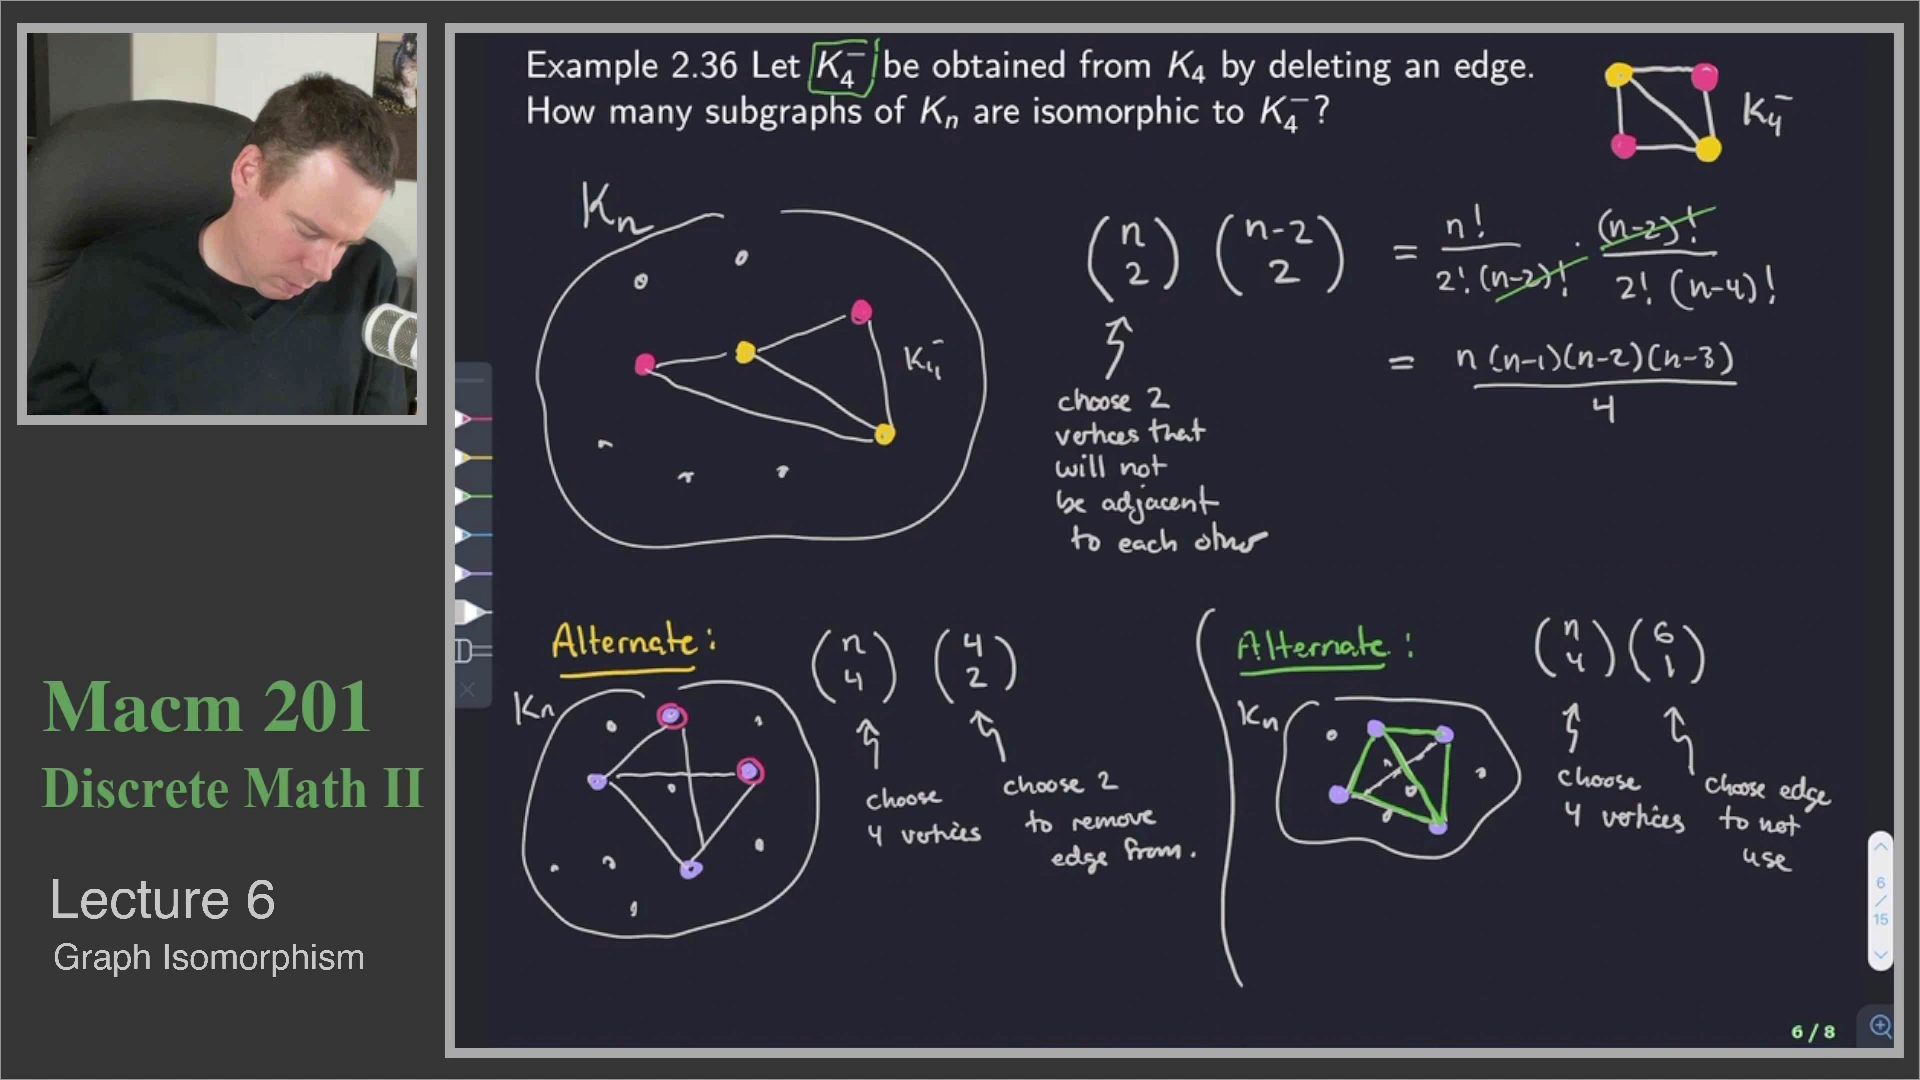 Example 2.36 Let K₄⁻ be obtained from K₄ by deleting an edge.
How many subgraphs of Kₙ are isomorphic to K₄⁻?
K₄⁻
Kₙ
K₄⁻
(n 2) (n-2 2) = n! / 2! (n-2)! · (n-2)! / 2! (n-4)!
= n(n-1)(n-2)(n-3) / 4
choose 2
vertices that
will not
be adjacent
to each other
Alternate:
(n 4) (4 2)
Kₙ
choose
4 vertices
choose 2
to remove
edge from.
Alternate:
(n 4) (6 1)
Kₙ
choose
4 vertices
choose edge
to not
use
Macm 201
Discrete Math II
Lecture 6
Graph Isomorphism
6
/
15
6 / 8